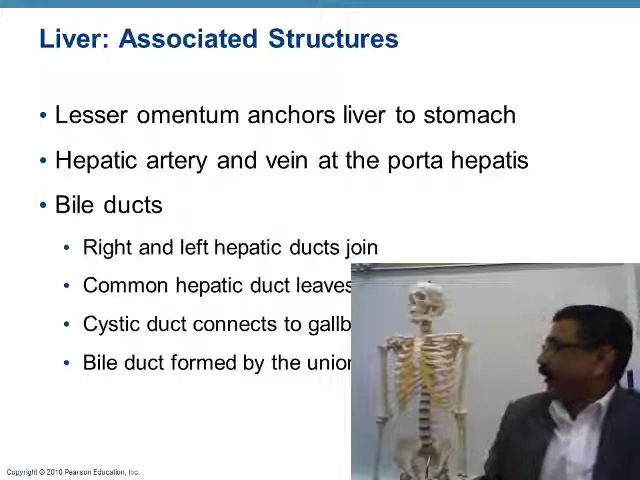 Liver: Associated Structures
• Lesser omentum anchors liver to stomach
• Hepatic artery and vein at the porta hepatis
• Bile ducts
• Right and left hepatic ducts join
• Common hepatic duct leaves
• Cystic duct connects to gallb
• Bile duct formed by the union
Copyright © 2010 Pearson Education, Inc.